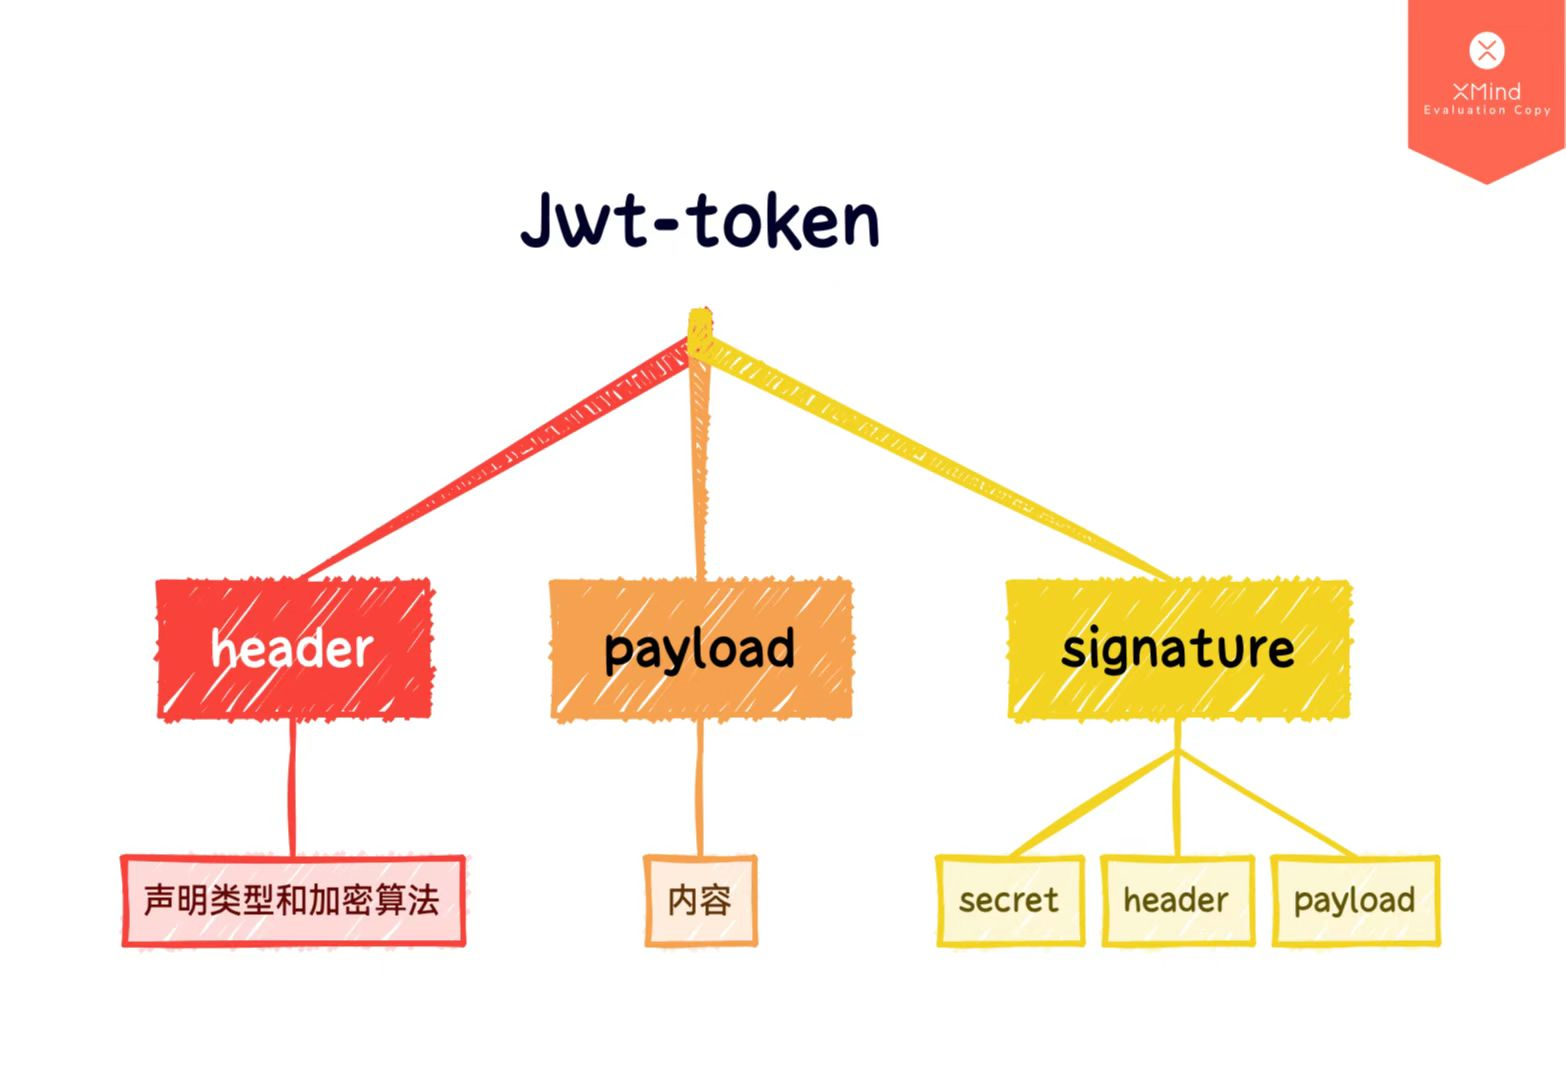 XMind
Evaluation Copy
Jwt-token
header
payload
signature
声明类型和加密算法
内容
secret
header
payload